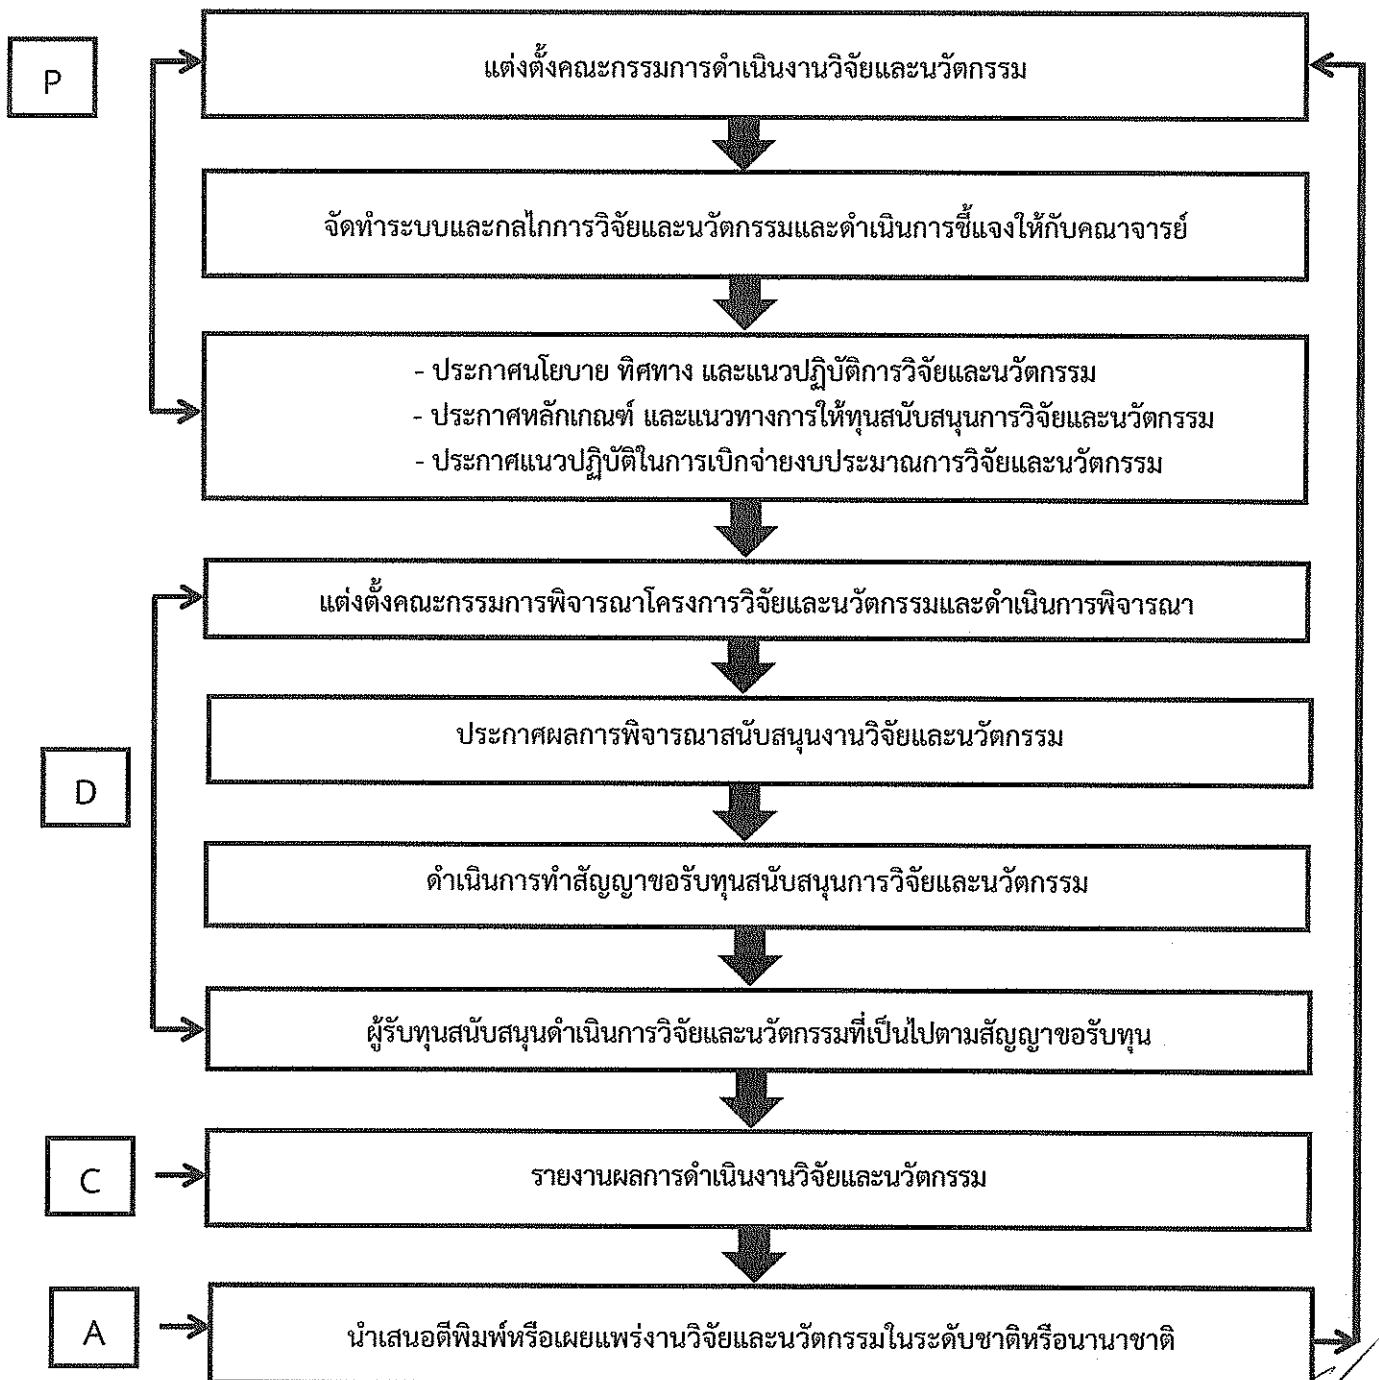 P
แต่งตั้งคณะกรรมการดำเนินงานวิจัยและนวัตกรรม
จัดทำระบบและกลไกการวิจัยและนวัตกรรมและดำเนินการชี้แจงให้กับคณาจารย์
- ประกาศนโยบาย ทิศทาง และแนวปฏิบัติการวิจัยและนวัตกรรม
- ประกาศหลักเกณฑ์ และแนวทางการให้ทุนสนับสนุนการวิจัยและนวัตกรรม
- ประกาศแนวปฏิบัติในการเบิกจ่ายงบประมาณการวิจัยและนวัตกรรม
แต่งตั้งคณะกรรมการพิจารณาโครงการวิจัยและนวัตกรรมและดำเนินการพิจารณา
ประกาศผลการพิจารณาสนับสนุนงานวิจัยและนวัตกรรม
D
ดำเนินการทำสัญญาขอรับทุนสนับสนุนการวิจัยและนวัตกรรม
ผู้รับทุนสนับสนุนดำเนินการวิจัยและนวัตกรรมที่เป็นไปตามสัญญาขอรับทุน
C
รายงานผลการดำเนินงานวิจัยและนวัตกรรม
A
นำเสนอตีพิมพ์หรือเผยแพร่งานวิจัยและนวัตกรรมในระดับชาติหรือนานาชาติ